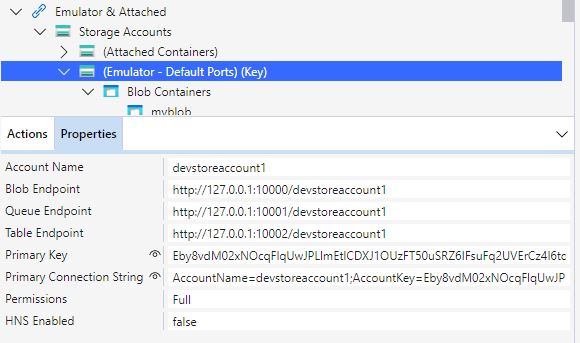 Emulator & Attached
Storage Accounts
(Attached Containers)
(Emulator - Default Ports) (Key)
Blob Containers
myblob
Actions Properties
Account Name devstoreaccount1
Blob Endpoint http://127.0.0.1:10000/devstoreaccount1
Queue Endpoint http://127.0.0.1:10001/devstoreaccount1
Table Endpoint http://127.0.0.1:10002/devstoreaccount1
Primary Key Eby8vdM02xNOcqFlqUwJPLlmEtlCDXJ1OUzFT50uSRZ6IFsuFq2UVErCz4I6tq
Primary Connection String AccountName=devstoreaccount1;AccountKey=Eby8vdM02xNOcqFlqUwJP
Permissions Full
HNS Enabled false